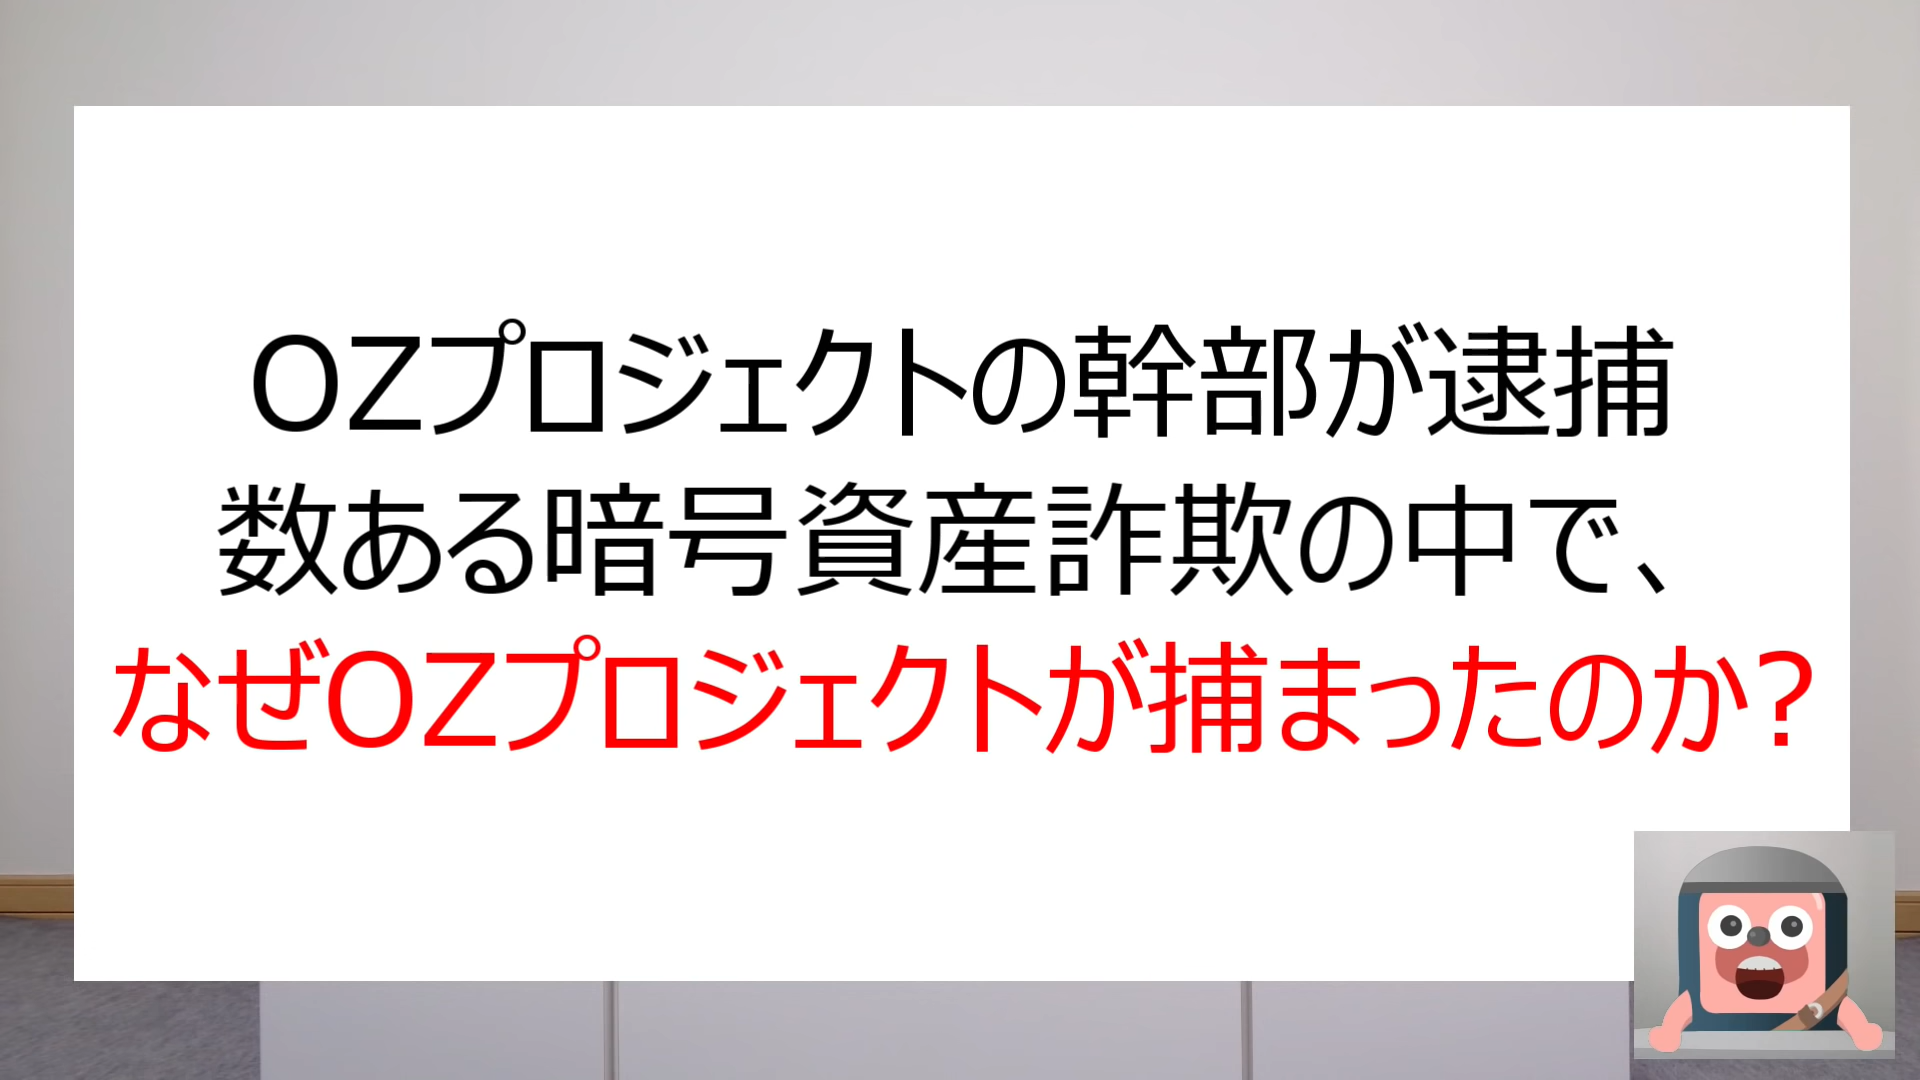 OZプロジェクトの幹部が逮捕
数ある暗号資産詐欺の中で、
なぜOZプロジェクトが捕まったのか?